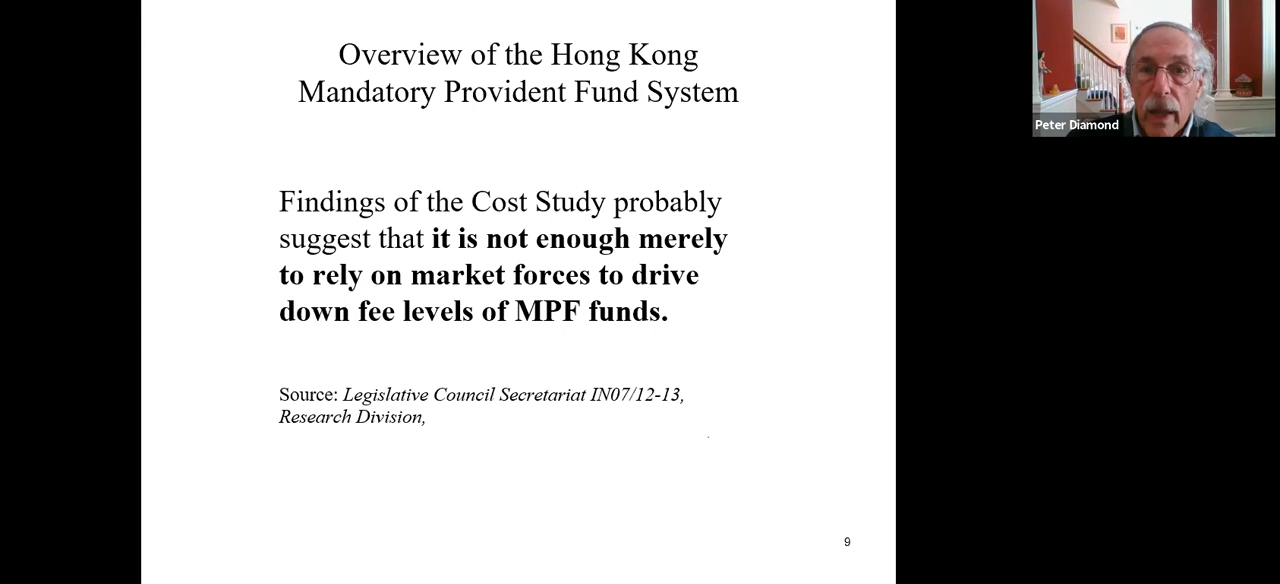 Overview of the Hong Kong
Mandatory Provident Fund System
Findings of the Cost Study probably
suggest that it is not enough merely
to rely on market forces to drive
down fee levels of MPF funds.
Source: Legislative Council Secretariat IN07/12-13,
Research Division,
9
Peter Diamond